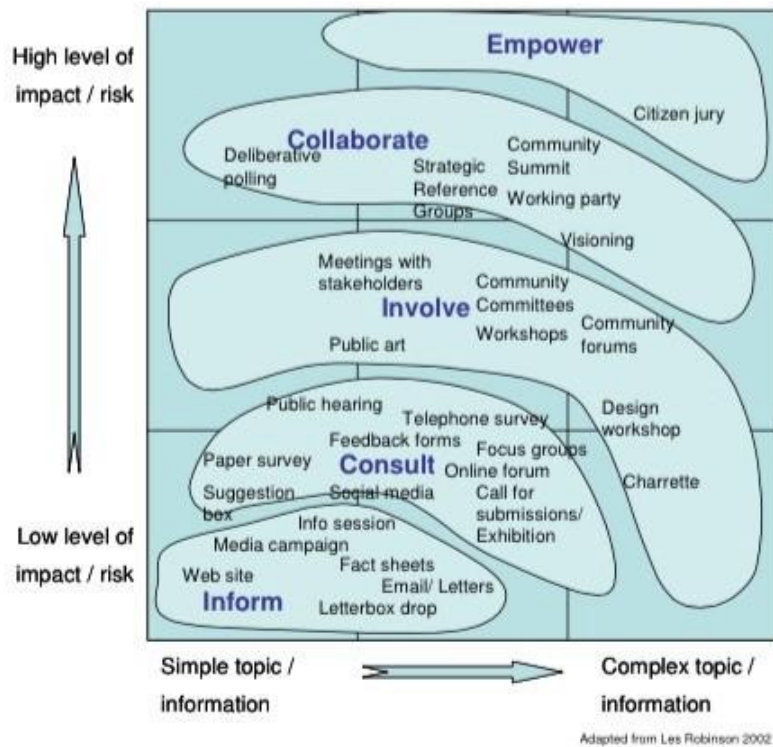 High level of
impact / risk
Empower
Citizen jury
Collaborate
Deliberative
polling
Strategic
Reference
Groups
Community
Summit
Working party
Visioning
Meetings with
stakeholders
Involve
Community
Committees
Workshops
Community
forums
Public art
Design
workshop
Charrette
Public hearing
Telephone survey
Feedback forms
Focus groups
Paper survey
Consult
Online forum
Suggestion
box
Social media
Call for
submissions/
Exhibition
Low level of
impact / risk
Info session
Media campaign
Fact sheets
Web site
Email/ Letters
Inform
Letterbox drop
Simple topic /
information
Complex topic /
information
Adapted from Les Robinson 2002